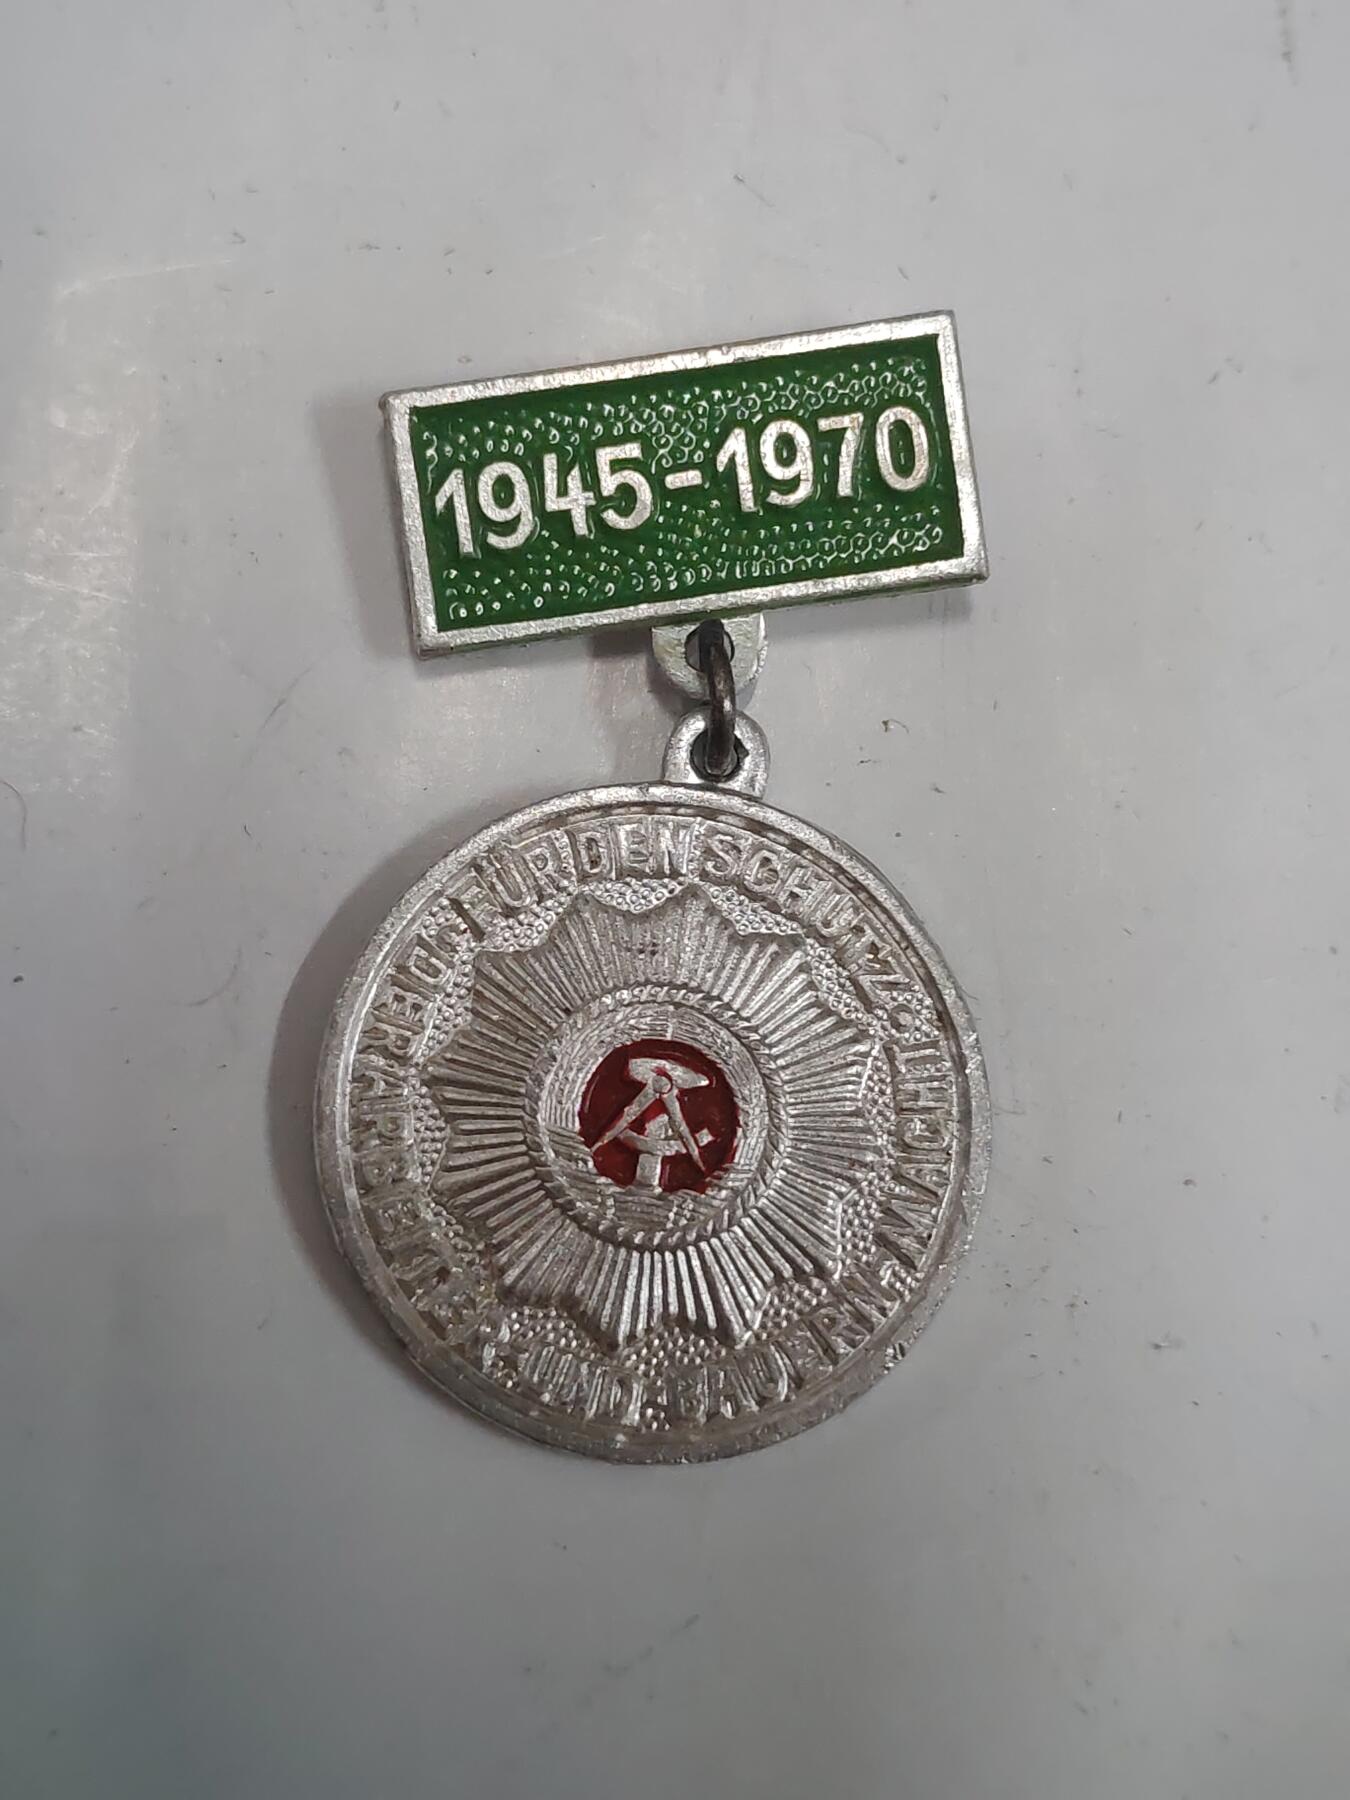 1945-1970
FÜR DEN SCHUTZ DER ARBEITER- UND BAUERN-MACHT